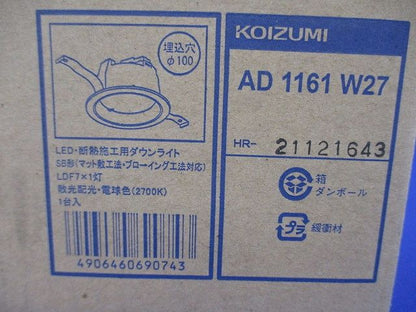 埋込穴
φ100
LED・断熱施工用ダウンライト
SB形(マット敷工法・ブローイング工法対応)
LDF7×1灯
散光配光・電球色(2700K)
1台入
4906460690743
KOIZUMI
AD 1161 W27
HR- 21121643
箱
ダンボール
プラ
緩衝材